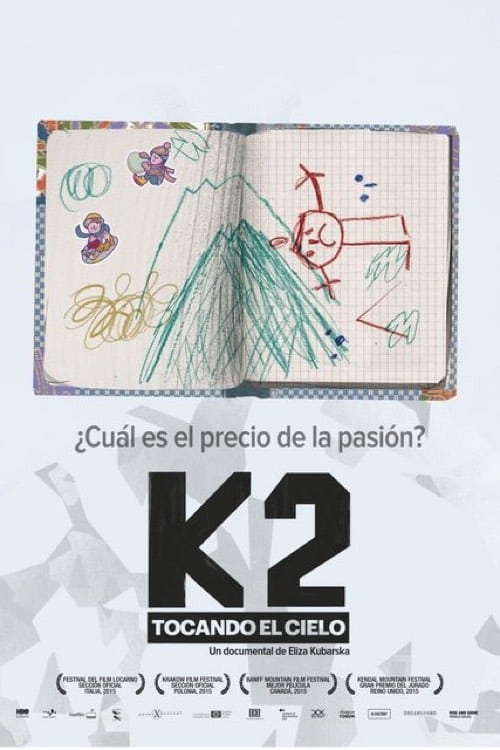 ¿Cuál es el precio de la pasión?
K2
TOCANDO EL CIELO
Un documental de Eliza Kubarska
FESTIVAL DEL FILM LOCARNO
SECCIÓN OFICIAL
ITALIA, 2015
KRAKOW FILM FESTIVAL
SECCIÓN OFICIAL
POLONIA, 2015
BANFF MOUNTAIN FESTIVAL
MEJOR PELÍCULA
CANADA, 2015
KENDAL MOUNTAIN FESTIVAL
GRAN PREMIO DEL JURADO
REINO UNIDO, 2015